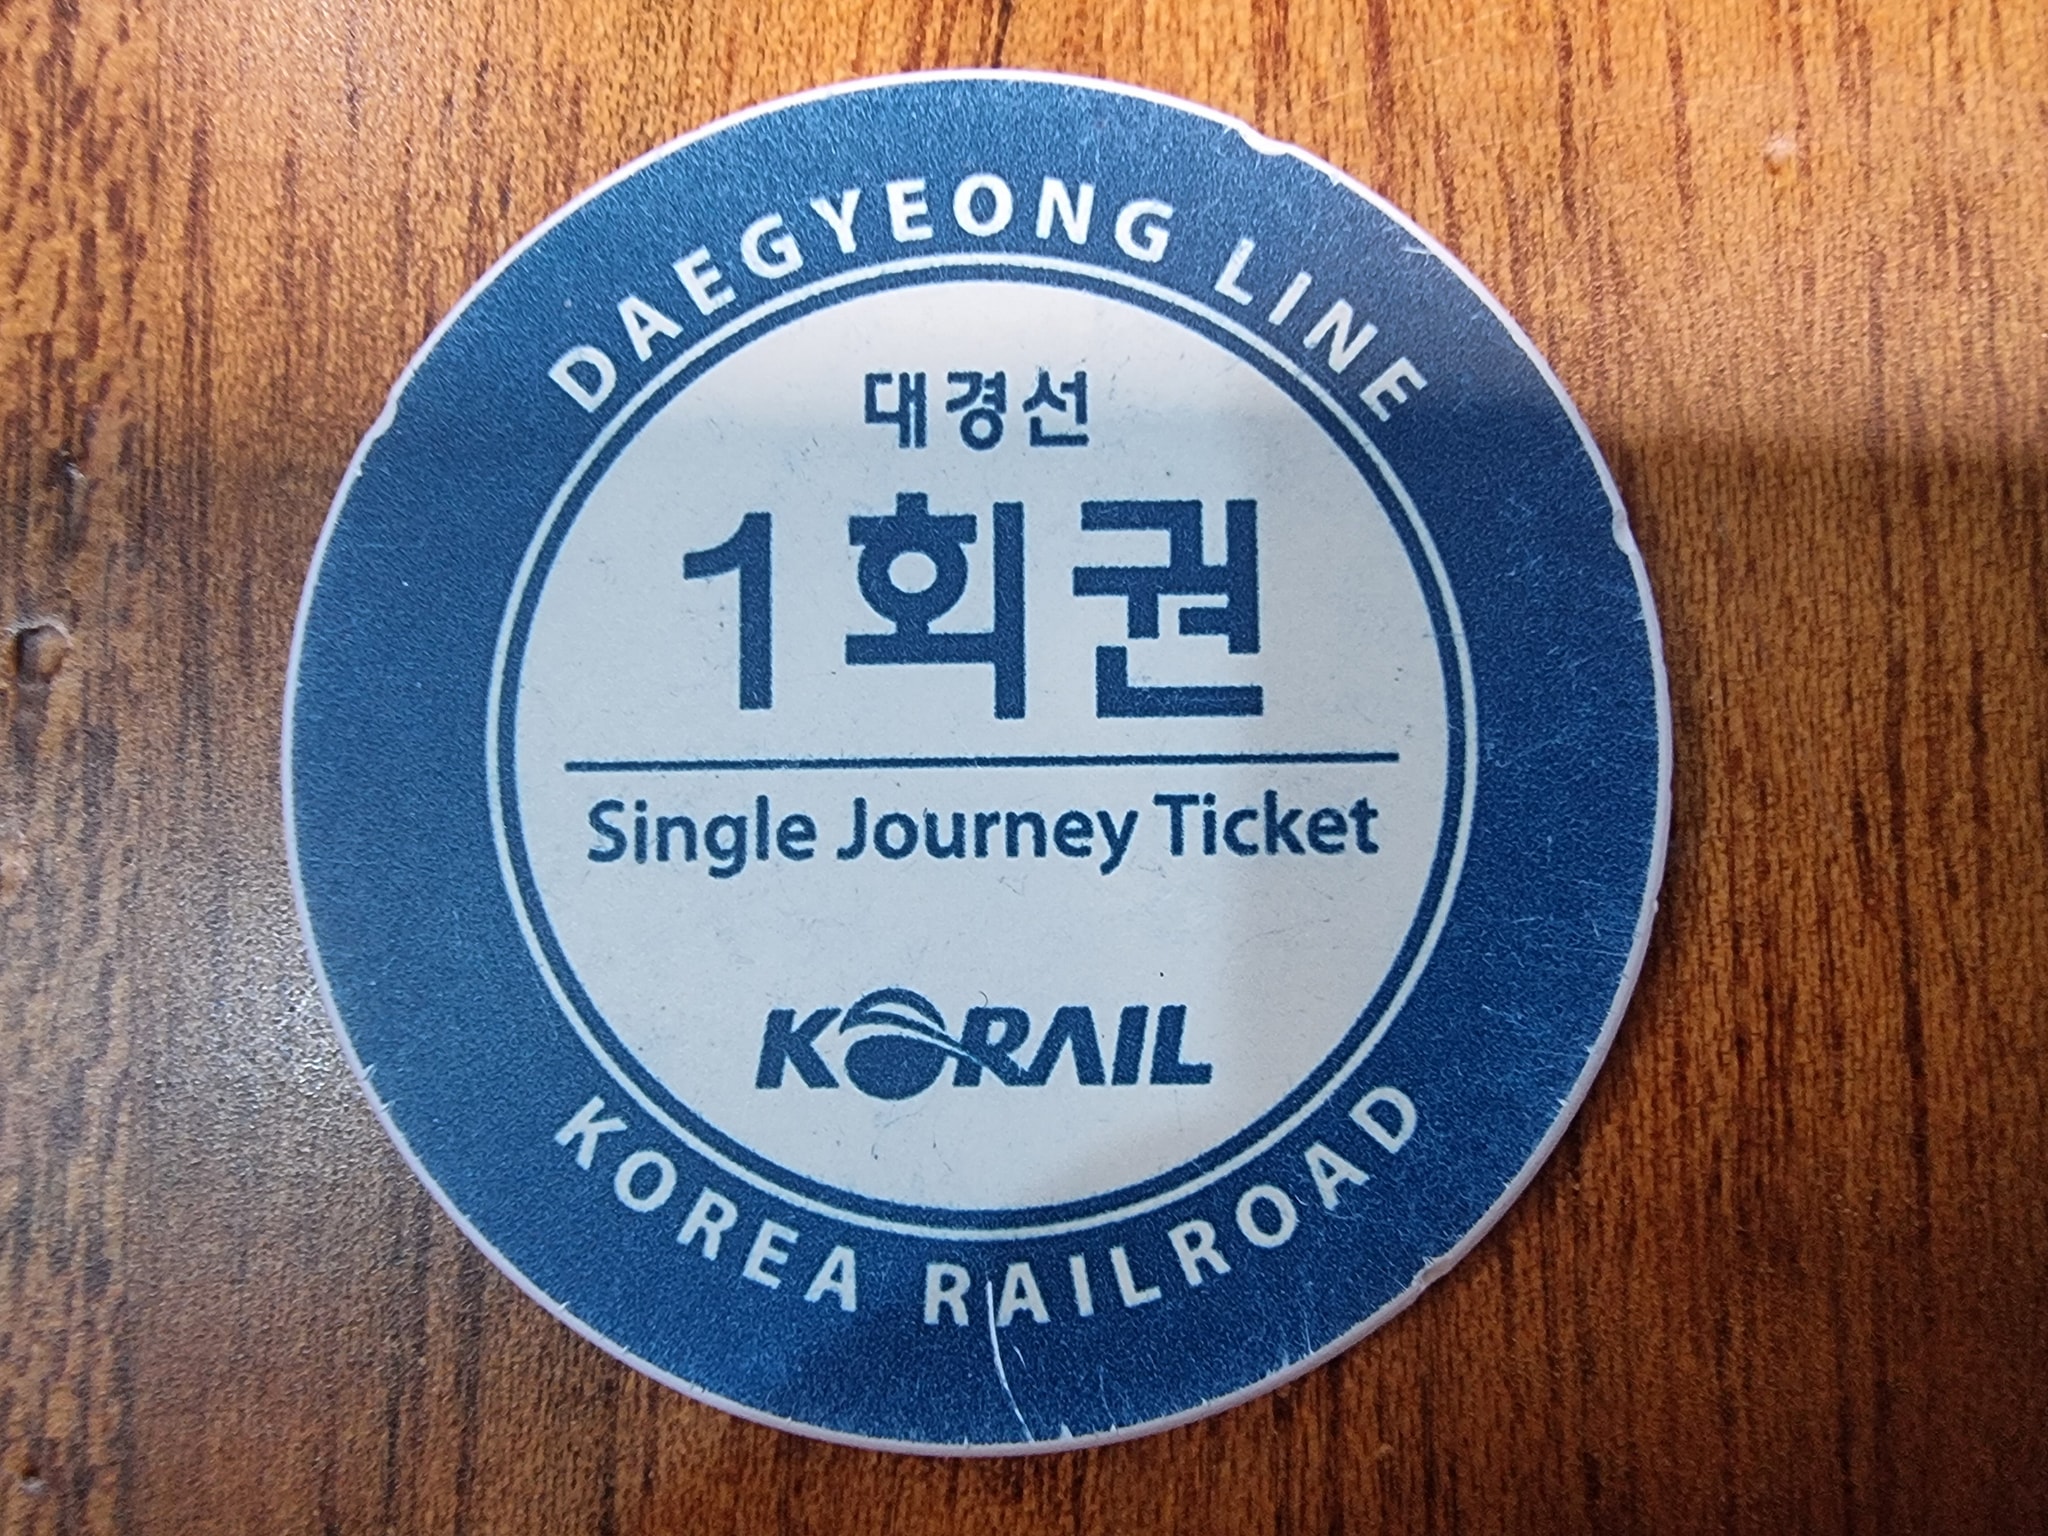 DAEGYEONG LINE
대경선
1회권
Single Journey Ticket
KORAIL
KOREA RAILROAD